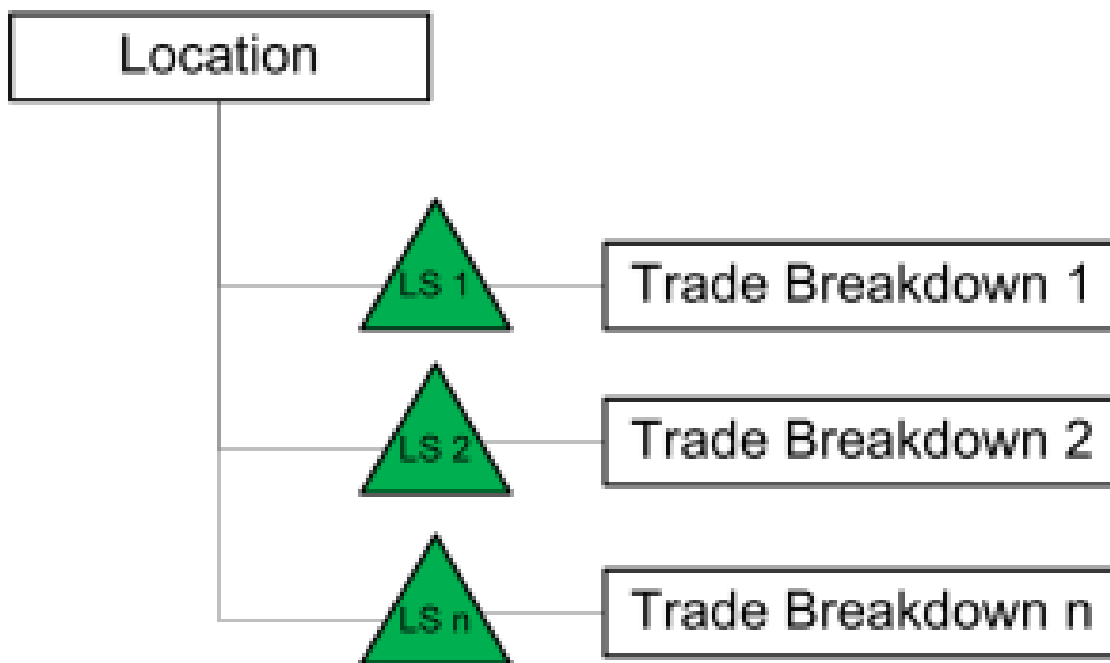 Location
LS 1
Trade Breakdown 1
LS 2
Trade Breakdown 2
LS n
Trade Breakdown n